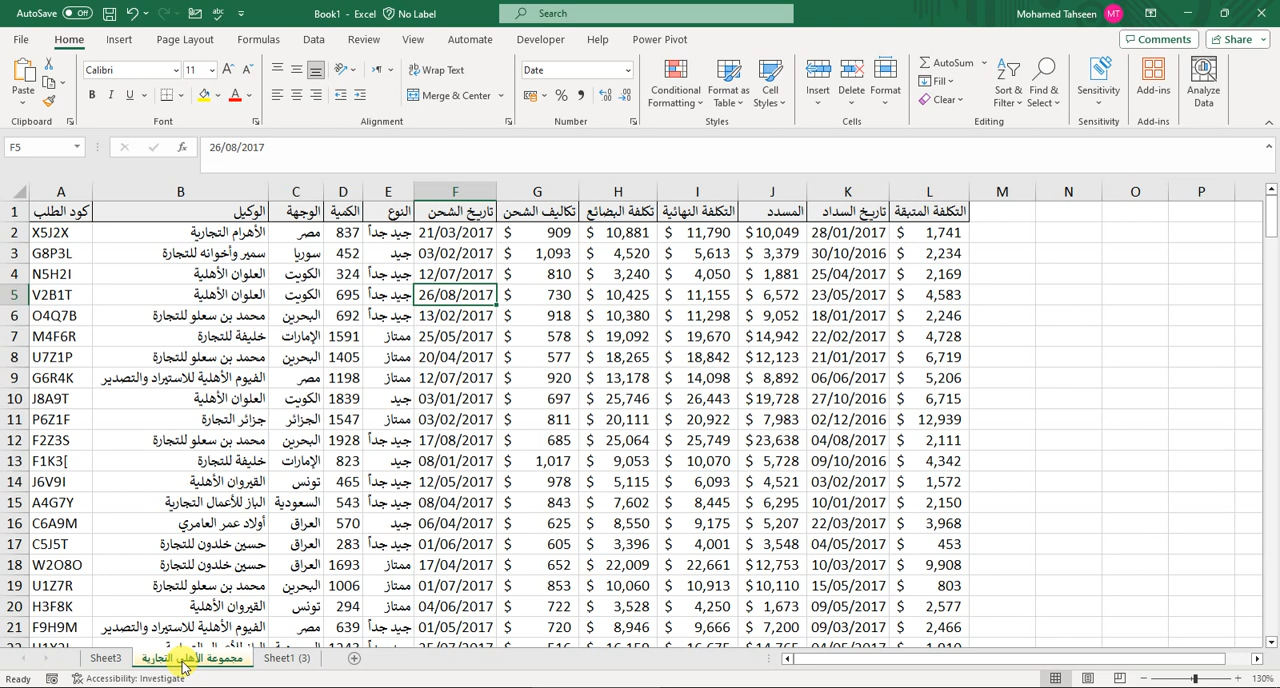 AutoSave Off Book1 - Excel No Label Search Mohamed Tahseen MT
File Home Insert Page Layout Formulas Data Review View Automate Developer Help Power Pivot Comments Share
Paste Calibri 11 Wrap Text Date Conditional Formatting Format as Table Cell Styles Insert Delete Format AutoSum Sort & Filter Find & Select Sensitivity Add-ins Analyze Data
B I U Merge & Center $ % Fill
Clear
Clipboard Font Alignment Number Styles Cells Editing Sensitivity Add-ins
F5 fx 26/08/2017
A B C D E F G H I J K L M N O P
1 كود الطلب الوكيل الوجهة الكمية النوع تاريخ الشحن تكاليف الشحن تكلفة البضائع التكلفة النهائية المسدد تاريخ السداد التكلفة المتبقة
2 X5J2X الأهرام التجارية مصر 837 جيد جداً 21/03/2017 $ 909 $ 10,881 $ 11,790 $10,049 28/01/2017 $ 1,741
3 G8P3L سمير وأخوانه للتجارة سوريا 452 جيد 03/02/2017 $ 1,093 $ 4,520 $ 5,613 $ 3,379 30/10/2016 $ 2,234
4 N5H2I العلوان الأهلية الكويت 324 جيد جداً 12/07/2017 $ 810 $ 3,240 $ 4,050 $ 1,881 25/04/2017 $ 2,169
5 V2B1T العلوان الأهلية الكويت 695 جيد جداً 26/08/2017 $ 730 $ 10,425 $ 11,155 $ 6,572 23/05/2017 $ 4,583
6 O4Q7B محمد بن سعلو للتجارة البحرين 692 جيد جداً 13/02/2017 $ 918 $ 10,380 $ 11,298 $ 9,052 18/01/2017 $ 2,246
7 M4F6R خليفة للتجارة الإمارات 1591 ممتاز 25/05/2017 $ 578 $ 19,092 $ 19,670 $14,942 22/02/2017 $ 4,728
8 U7Z1P محمد بن سعلو للتجارة البحرين 1405 ممتاز 20/04/2017 $ 577 $ 18,265 $ 18,842 $12,123 21/01/2017 $ 6,719
9 G6R4K الفيوم الأهلية للاستيراد والتصدير مصر 1198 ممتاز 12/07/2017 $ 920 $ 13,178 $ 14,098 $ 8,892 06/06/2017 $ 5,206
10 J8A9T العلوان الأهلية الكويت 1839 جيد 03/01/2017 $ 697 $ 25,746 $ 26,443 $19,728 27/10/2016 $ 6,715
11 P6Z1F جزائر التجارة الجزائر 1547 ممتاز 03/02/2017 $ 811 $ 20,111 $ 20,922 $ 7,983 02/12/2016 $ 12,939
12 F2Z3S محمد بن سعلو للتجارة البحرين 1928 جيد جداً 17/08/2017 $ 685 $ 25,064 $ 25,749 $23,638 04/08/2017 $ 2,111
13 F1K3[ خليفة للتجارة الإمارات 823 جيد 08/01/2017 $ 1,017 $ 9,053 $ 10,070 $ 5,728 09/10/2016 $ 4,342
14 J6V9I القيروان الأهلية تونس 465 جيد جداً 12/05/2017 $ 978 $ 5,115 $ 6,093 $ 4,521 03/02/2017 $ 1,572
15 A4G7Y الباز للأعمال التجارية السعودية 543 جيد جداً 08/04/2017 $ 843 $ 7,602 $ 8,445 $ 6,295 10/01/2017 $ 2,150
16 C6A9M أولاد عمر العامري العراق 570 جيد 06/04/2017 $ 625 $ 8,550 $ 9,175 $ 5,207 22/03/2017 $ 3,968
17 C5J5T حسين خلدون للتجارة العراق 283 جيد جداً 01/06/2017 $ 605 $ 3,396 $ 4,001 $ 3,548 04/05/2017 $ 453
18 W2O8O حسين خلدون للتجارة العراق 1693 ممتاز 17/04/2017 $ 652 $ 22,009 $ 22,661 $12,753 10/03/2017 $ 9,908
19 U1Z7R محمد بن سعلو للتجارة البحرين 1006 ممتاز 01/07/2017 $ 853 $ 10,060 $ 10,913 $10,110 15/05/2017 $ 803
20 H3F8K القيروان الأهلية تونس 294 ممتاز 04/06/2017 $ 722 $ 3,528 $ 4,250 $ 1,673 09/05/2017 $ 2,577
21 F9H9M الفيوم الأهلية للاستيراد والتصدير مصر 639 جيد جداً 01/05/2017 $ 720 $ 8,946 $ 9,666 $ 7,200 09/03/2017 $ 2,466
Sheet3 مجموعة الأهلي التجارية Sheet1 (3)
Ready Accessibility: Investigate 130%